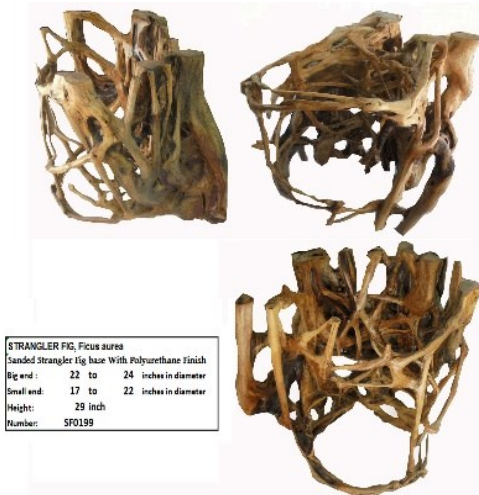 STRANGLER FIG, Ficus aurea
Sanded Strangler Fig base With Polyurethane Finish
Big end : 22 to 24 inches in diameter
Small end: 17 to 22 inches in diameter
Height: 29 inch
Number: SF0199